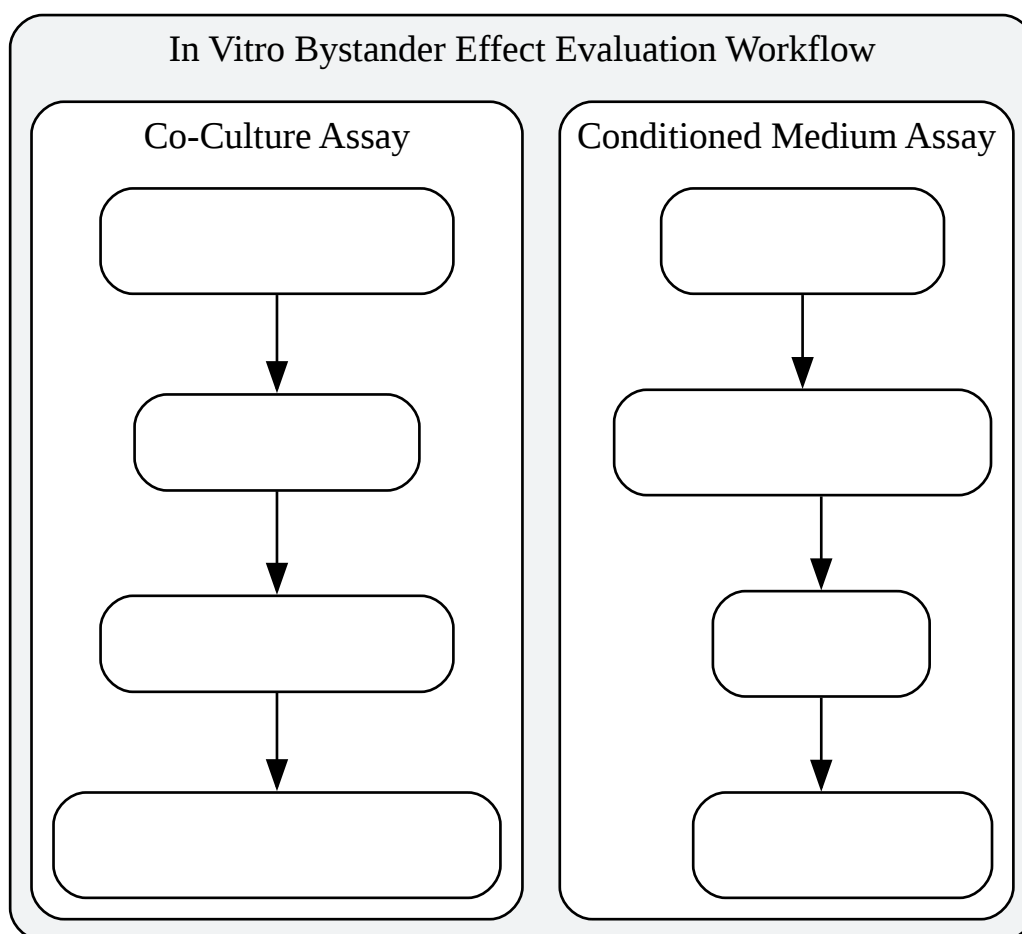 In Vitro Bystander Effect Evaluation Workflow
Co-Culture Assay
Conditioned Medium Assay